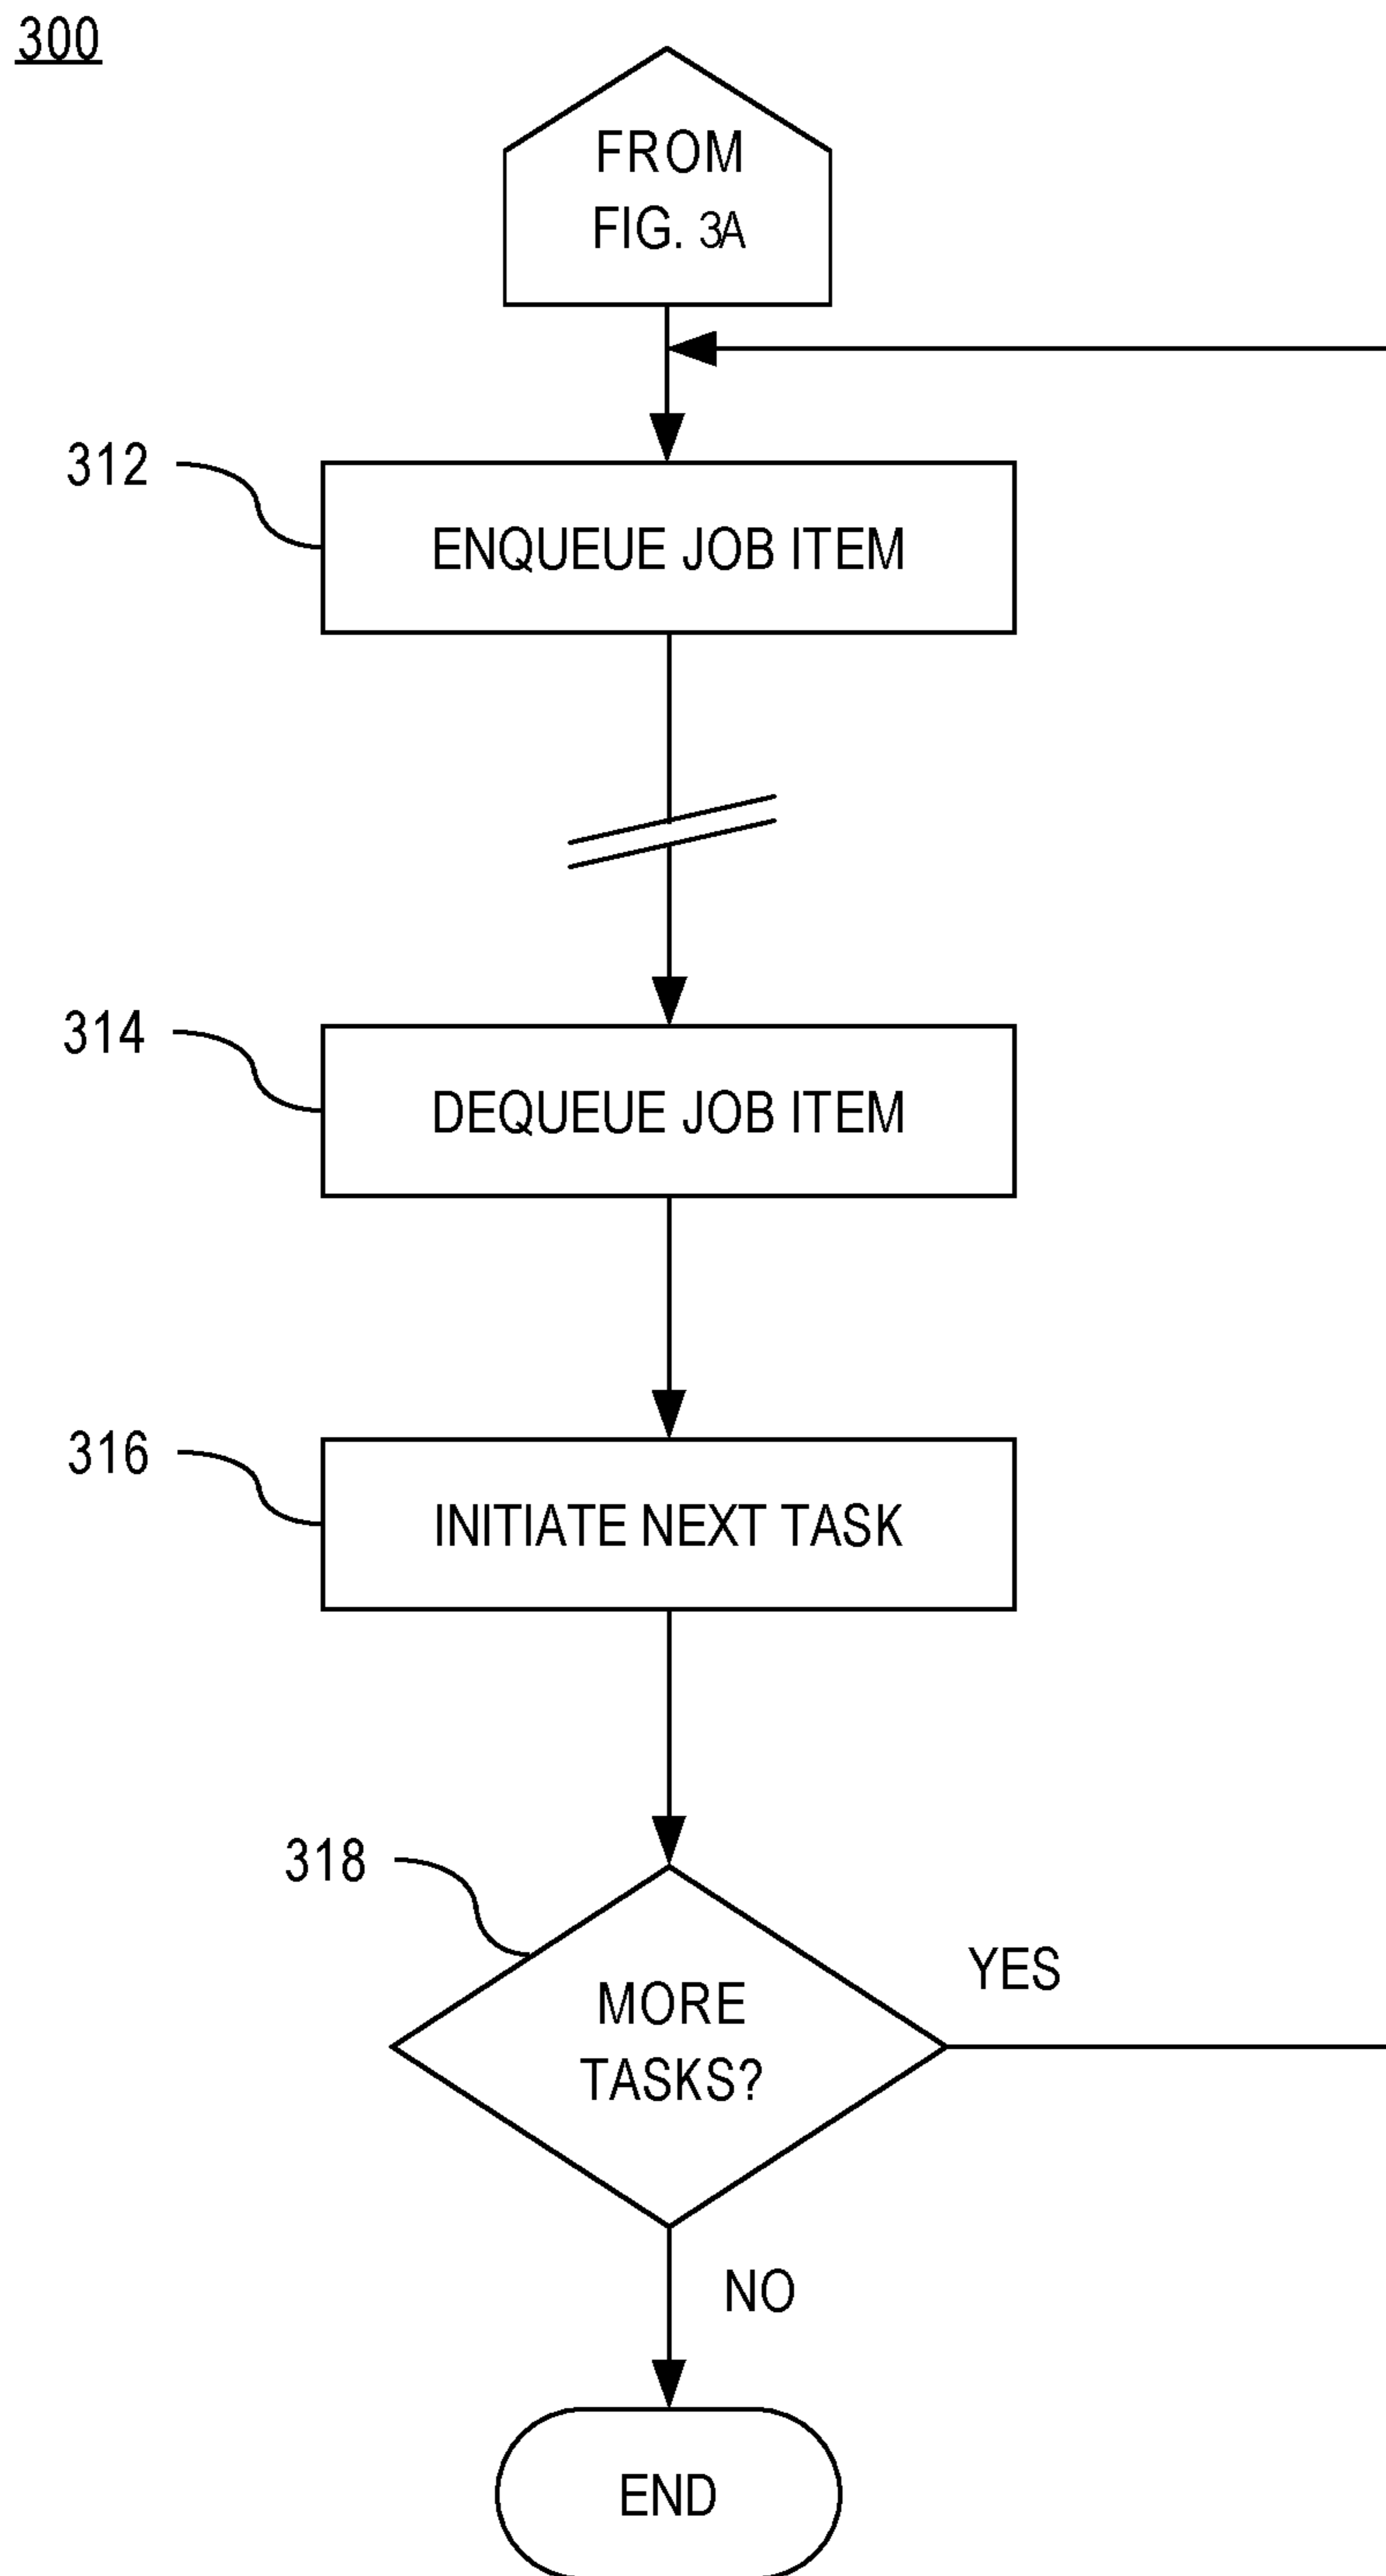 300
FROM
FIG. 3A
312
ENQUEUE JOB ITEM
314
DEQUEUE JOB ITEM
316
INITIATE NEXT TASK
318
MORE
TASKS?
YES
NO
END